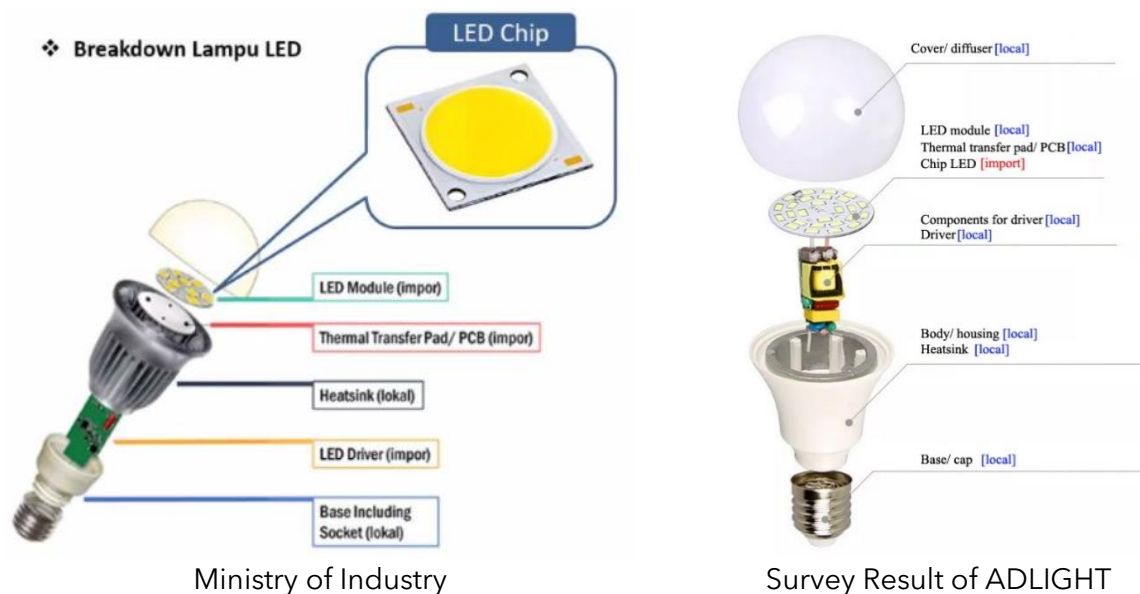 ❖ Breakdown Lampu LED
LED Chip
LED Module (impor)
Thermal Transfer Pad/ PCB (impor)
Heatsink (lokal)
LED Driver (impor)
Base Including
Socket (lokal)
Ministry of Industry
Cover/ diffuser [local]
LED module [local]
Thermal transfer pad/ PCB [local]
Chip LED [import]
Components for driver [local]
Driver [local]
Body/ housing [local]
Heatsink [local]
Base/ cap [local]
Survey Result of ADLIGHT